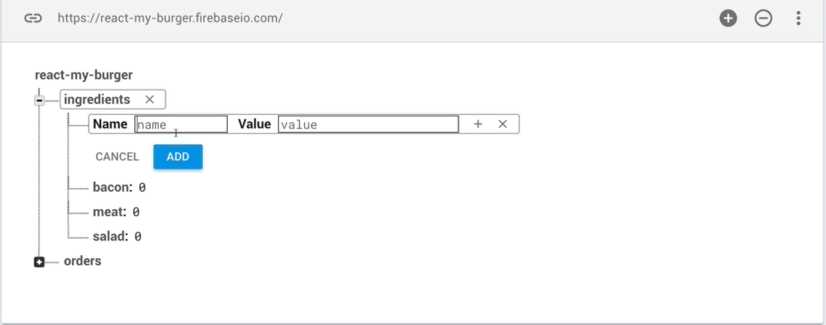 https://react-my-burger.firebaseio.com/
react-my-burger
ingredients
Name name Value value
CANCEL ADD
bacon: 0
meat: 0
salad: 0
orders